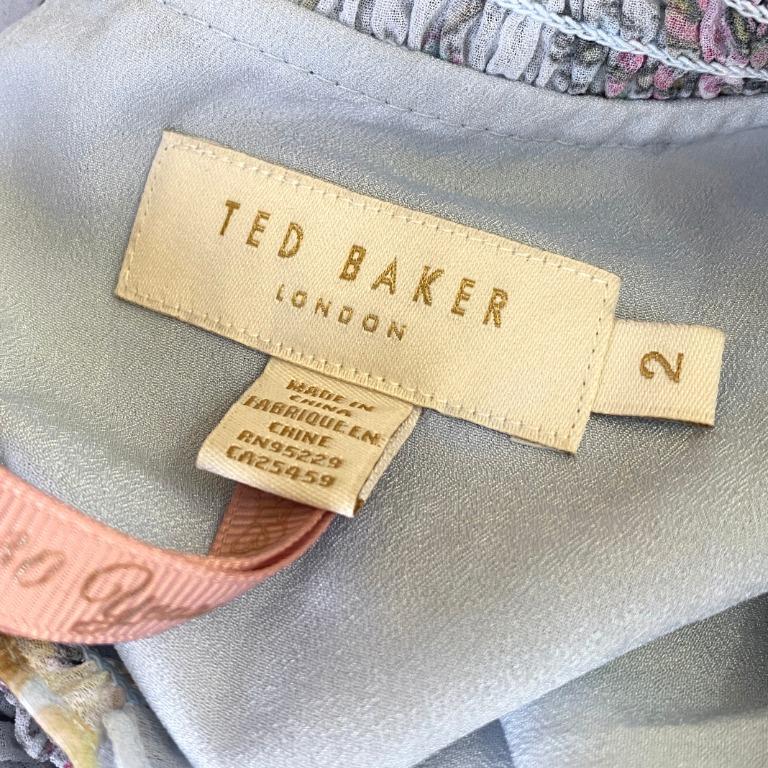 TED BAKER
LONDON
2
MADE IN
CHINA
FABRIQUE EN
CHINE
RN95229
CA25459